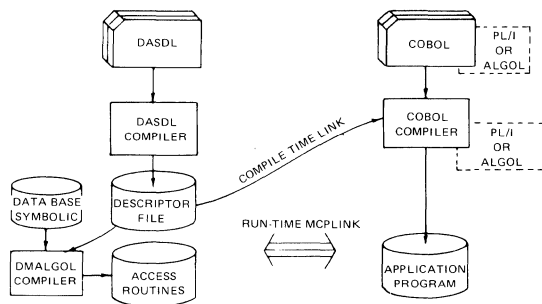 DASDL
COBOL
PL/I
OR
ALGOL
DASDL
COMPILER
COBOL
COMPILER
PL/I
OR
ALGOL
COMPILE TIME LINK
DATA BASE
SYMBOLIC
DESCRIPTOR
FILE
RUN-TIME MCPLINK
DMALGOL
COMPILER
ACCESS
ROUTINES
APPLICATION
PROGRAM